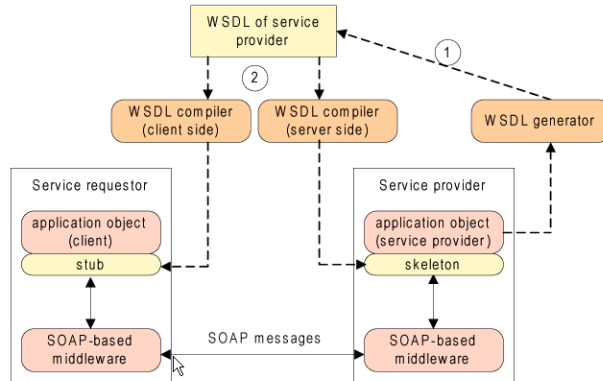 WSDL of service
provider
1
2
WSDL compiler
(client side)
WSDL compiler
(server side)
WSDL generator
Service requestor
application object
(client)
stub
SOAP-based
middleware
SOAP messages
Service provider
application object
(service provider)
skeleton
SOAP-based
middleware